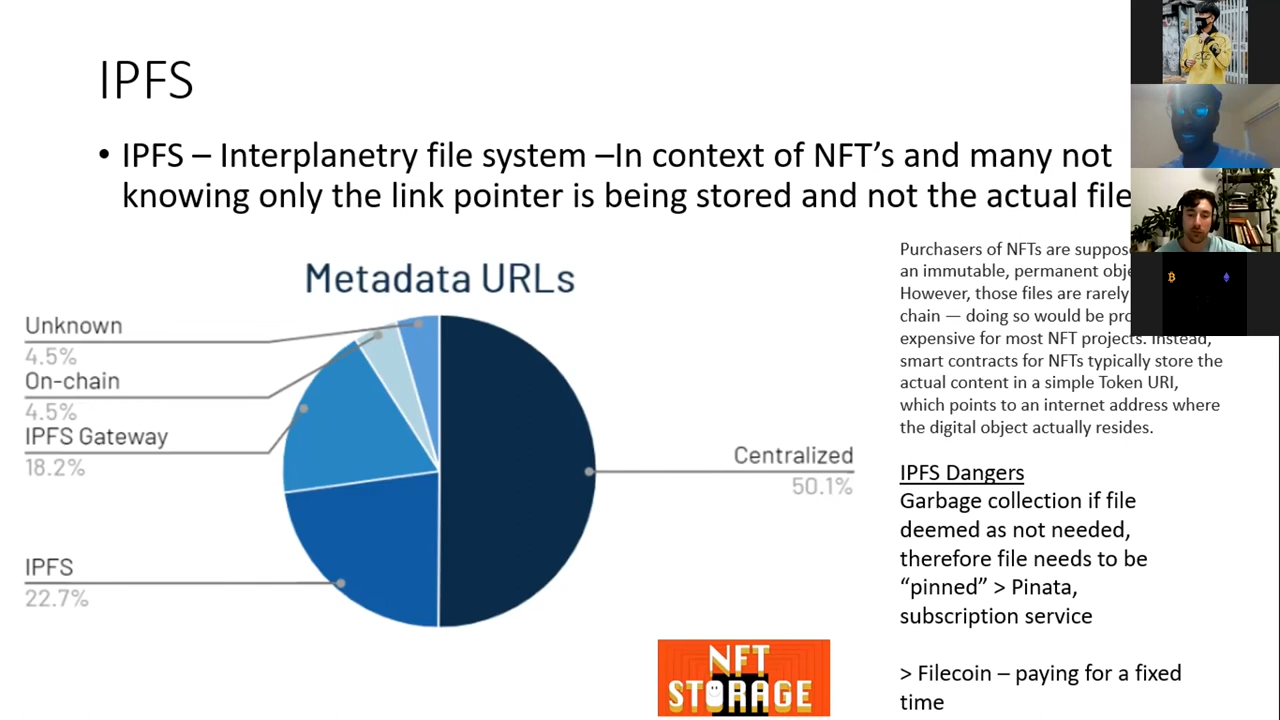 IPFS
• IPFS – Interplanetry file system –In context of NFT’s and many not
knowing only the link pointer is being stored and not the actual file
Metadata URLs
Unknown
4.5%
On-chain
4.5%
IPFS Gateway
18.2%
IPFS
22.7%
Centralized
50.1%
Purchasers of NFTs are
an immutable, permanent
However, those files are rarely
chain — doing so would be
expensive for most NFT projects. Instead,
smart contracts for NFTs typically store the
actual content in a simple Token URI,
which points to an internet address where
the digital object actually resides.
IPFS Dangers
Garbage collection if file
deemed as not needed,
therefore file needs to be
“pinned” > Pinata,
subscription service
> Filecoin – paying for a fixed
time
NFT
STORAGE